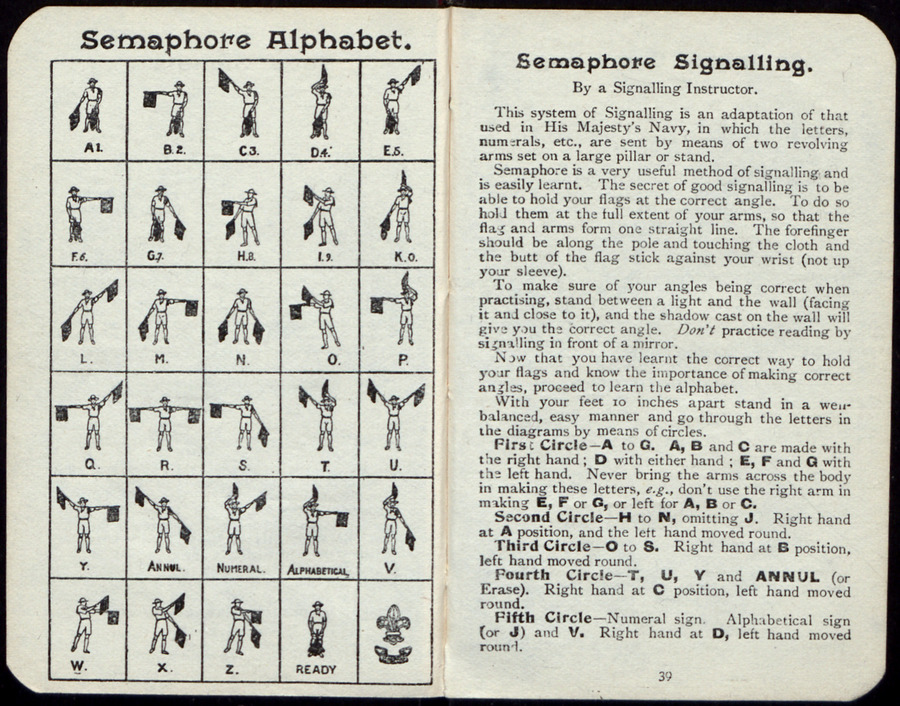 Semaphore Alphabet.
A1. B.2. C3. D.4. E.5.
F.6. G.7. H.8. I.9. K.O.
L. M. N. O. P.
Q. R. S. T. U.
Y. ANNUL. NUMERAL. ALPHABETICAL V.
W. X. Z. READY
Semaphore Signalling.
By a Signalling Instructor.
This system of Signalling is an adaptation of that
used in His Majesty's Navy, in which the letters,
numerals, etc., are sent by means of two revolving
arms set on a large pillar or stand.
Semaphore is a very useful method of signalling and
is easily learnt. The secret of good signalling is to be
able to hold your flags at the correct angle. To do so
hold them at the full extent of your arms, so that the
flag and arms form one straight line. The forefinger
should be along the pole and touching the cloth and
the butt of the flag stick against your wrist (not up
your sleeve).
To make sure of your angles being correct when
practising, stand between a light and the wall (facing
it and close to it), and the shadow cast on the wall will
give you the correct angle. Don't practice reading by
signalling in front of a mirror.
Now that you have learnt the correct way to hold
your flags and know the importance of making correct
angles, proceed to learn the alphabet.
With your feet 10 inches apart stand in a well-
balanced, easy manner and go through the letters in
the diagrams by means of circles.
First Circle—A to G. A, B and C are made with
the right hand; D with either hand; E, F and G with
the left hand. Never bring the arms across the body
in making these letters, e.g., don't use the right arm in
making E, F or G, or left for A, B or C.
Second Circle—H to N, omitting J. Right hand
at A position, and the left hand moved round.
Third Circle—O to S. Right hand at B position,
left hand moved round.
Fourth Circle—T, U, Y and ANNUL (or
Erase). Right hand at C position, left hand moved
round.
Fifth Circle—Numeral sign. Alphabetical sign
(or J) and V. Right hand at D, left hand moved
round.
39